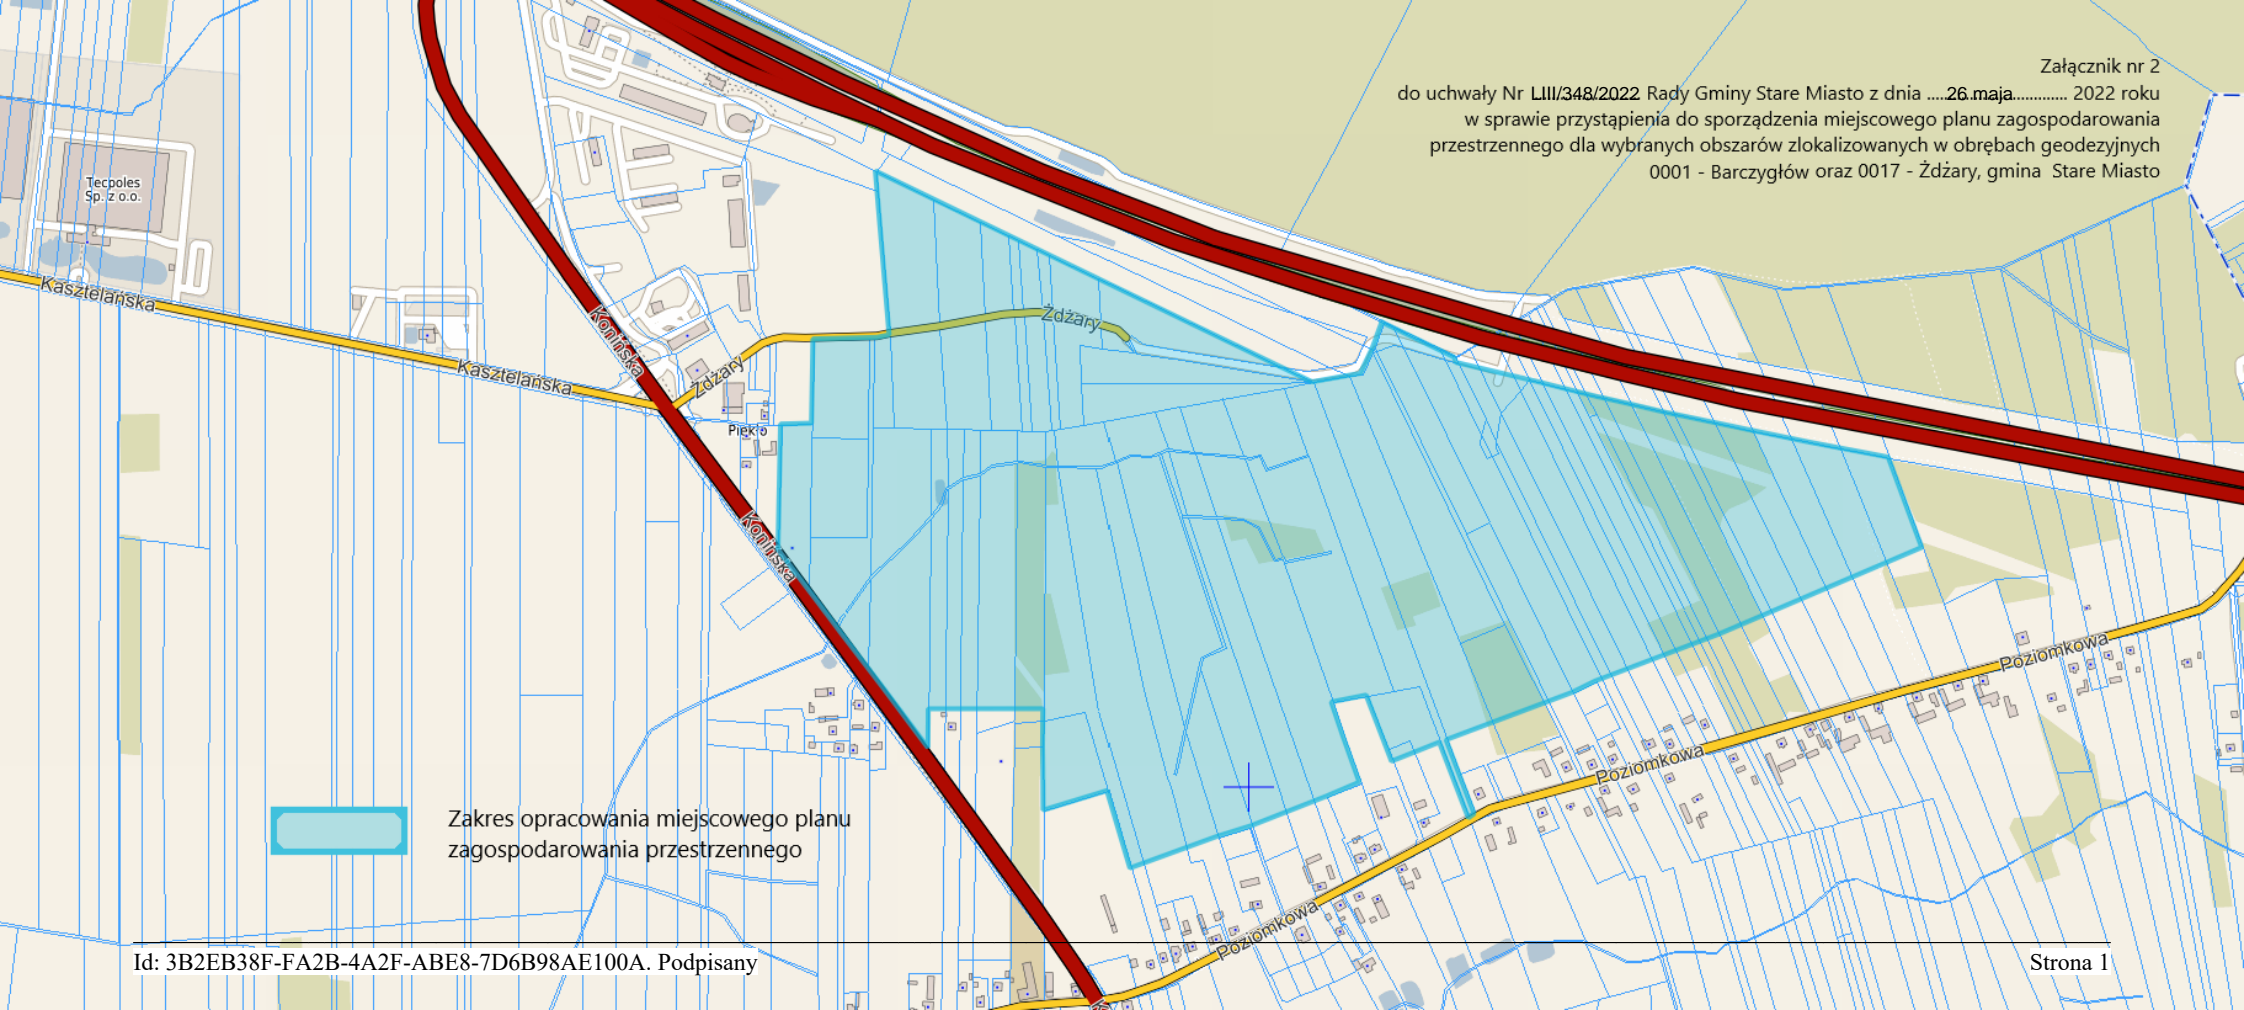 Załącznik nr 2
do uchwały Nr LIII/348/2022 Rady Gminy Stare Miasto z dnia .....26 maja............. 2022 roku
w sprawie przystąpienia do sporządzenia miejscowego planu zagospodarowania
przestrzennego dla wybranych obszarów zlokalizowanych w obrębach geodezyjnych
0001 - Barczygłów oraz 0017 - Żdżary, gmina Stare Miasto
Tecpoles
Sp. z o.o.
Kasztelańska
Kasztelańska
Konińska
Żdżary
Żdżary
Konińska
Poziomkowa
Poziomkowa
Poziomkowa
Zakres opracowania miejscowego planu
zagospodarowania przestrzennego
Id: 3B2EB38F-FA2B-4A2F-ABE8-7D6B98AE100A. Podpisany
Strona 1